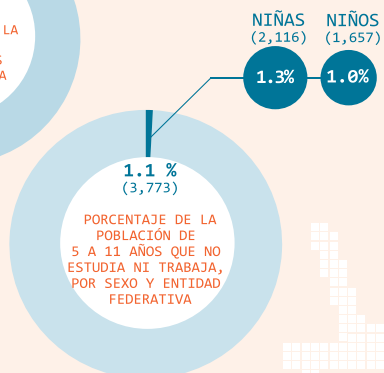 LA
A
NIÑAS NIÑOS
(2,116) (1,657)
1.3% 1.0%
1.1 %
(3,773)
PORCENTAJE DE LA
POBLACIÓN DE
5 A 11 AÑOS QUE NO
ESTUDIA NI TRABAJA,
POR SEXO Y ENTIDAD
FEDERATIVA